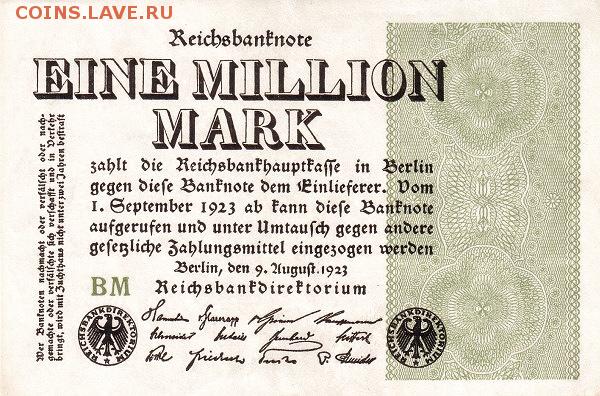 COINS.LAVE.RU
Reichsbanknote
EINE MILLION
MARK
zahlt die Reichsbankhauptkasse in Berlin
gegen diese Banknote dem Einlieferer. Vom
1. September 1923 ab kann diese Banknote
aufgerufen und unter Umtausch gegen andere
gesetzliche Zahlungsmittel eingezogen werden
Berlin, den 9. August 1923
BM Reichsbankdirektorium
REICHSBANKDIREKTORIUM
REICHSBANKDIREKTORIUM
Wer Banknoten nachmacht oder verfälscht oder nach-
gemachte oder verfälschte sich verschafft und in Verkehr
bringt, wird mit Zuchthaus nicht unter zwei Jahren bestraft